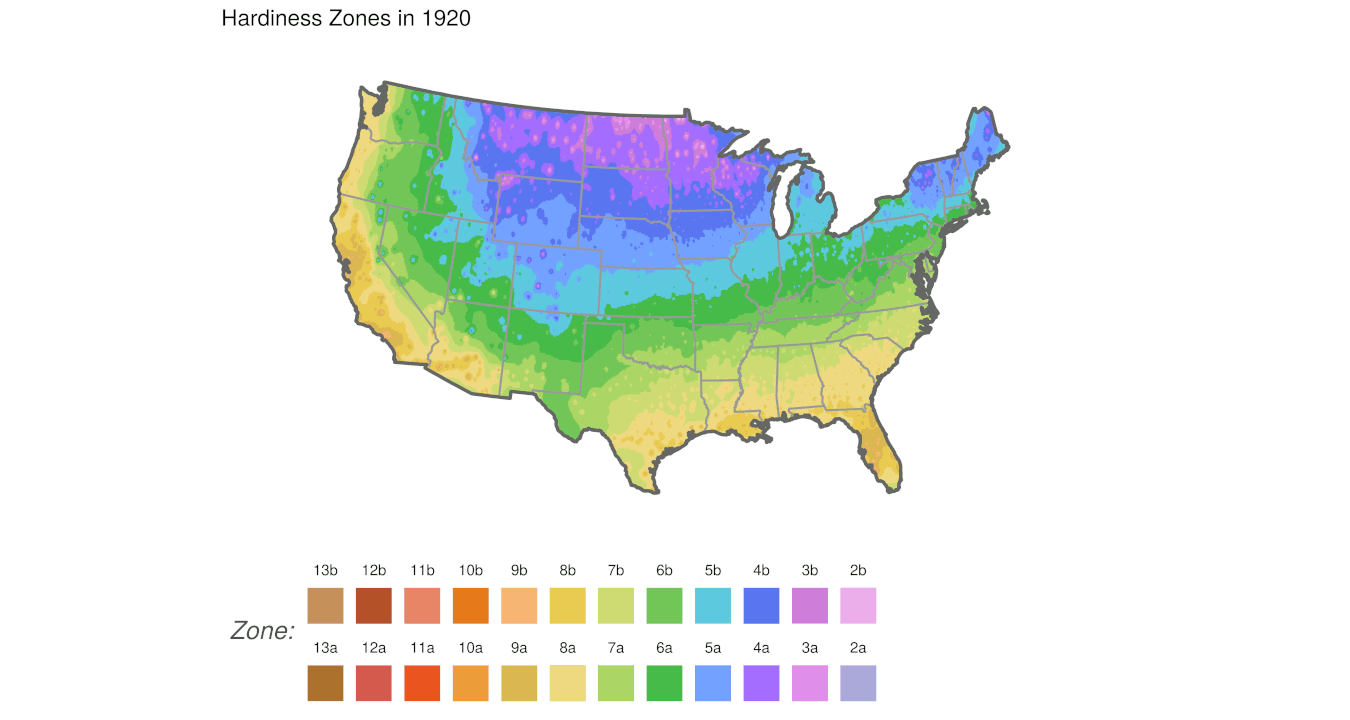 Hardiness Zones in 1920
13b 12b 11b 10b 9b 8b 7b 6b 5b 4b 3b 2b
Zone:
13a 12a 11a 10a 9a 8a 7a 6a 5a 4a 3a 2a